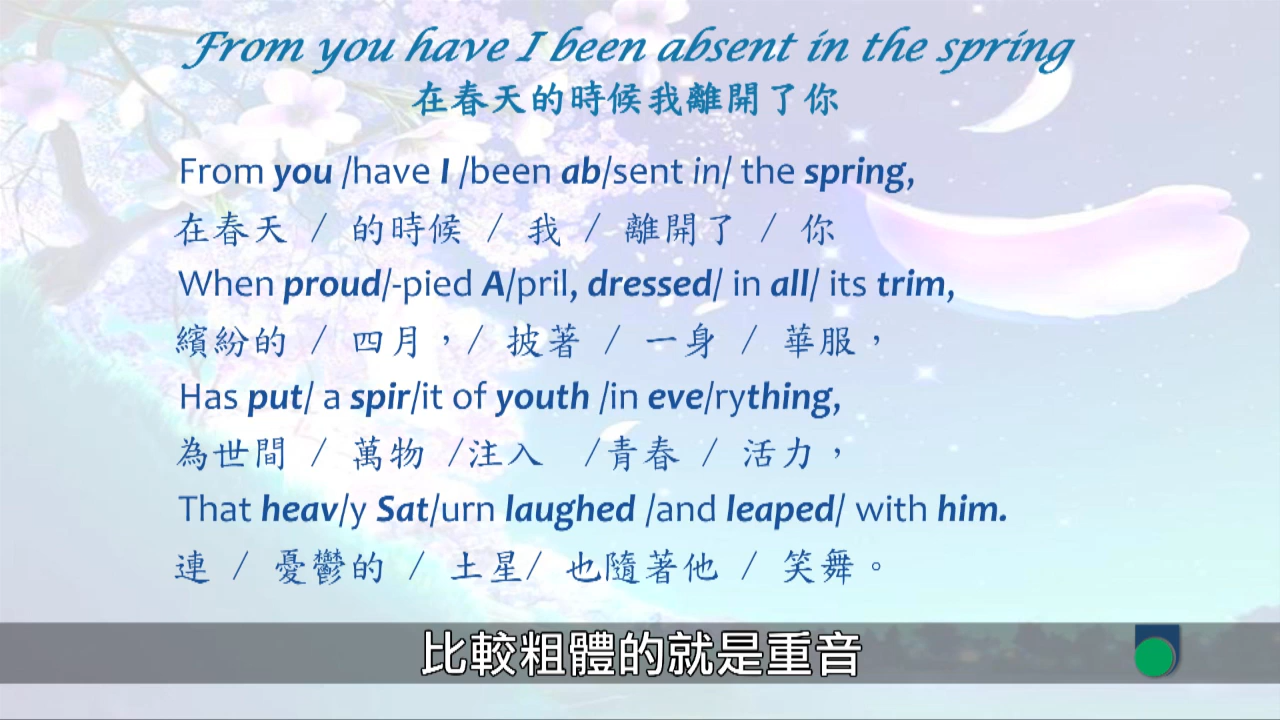 From you have I been absent in the spring
在春天的時候我離開了你
From you /have I /been ab/sent in/ the spring,
在春天 / 的時候 / 我 / 離開了 / 你
When proud/-pied A/pril, dressed/ in all/ its trim,
繽紛的 / 四月，/ 披著 / 一身 / 華服，
Has put/ a spir/it of youth /in eve/rything,
為世間 / 萬物 /注入 /青春 / 活力，
That heav/y Sat/urn laughed /and leaped/ with him.
連 / 憂鬱的 / 土星/ 也隨著他 / 笑舞。
比較粗體的就是重音